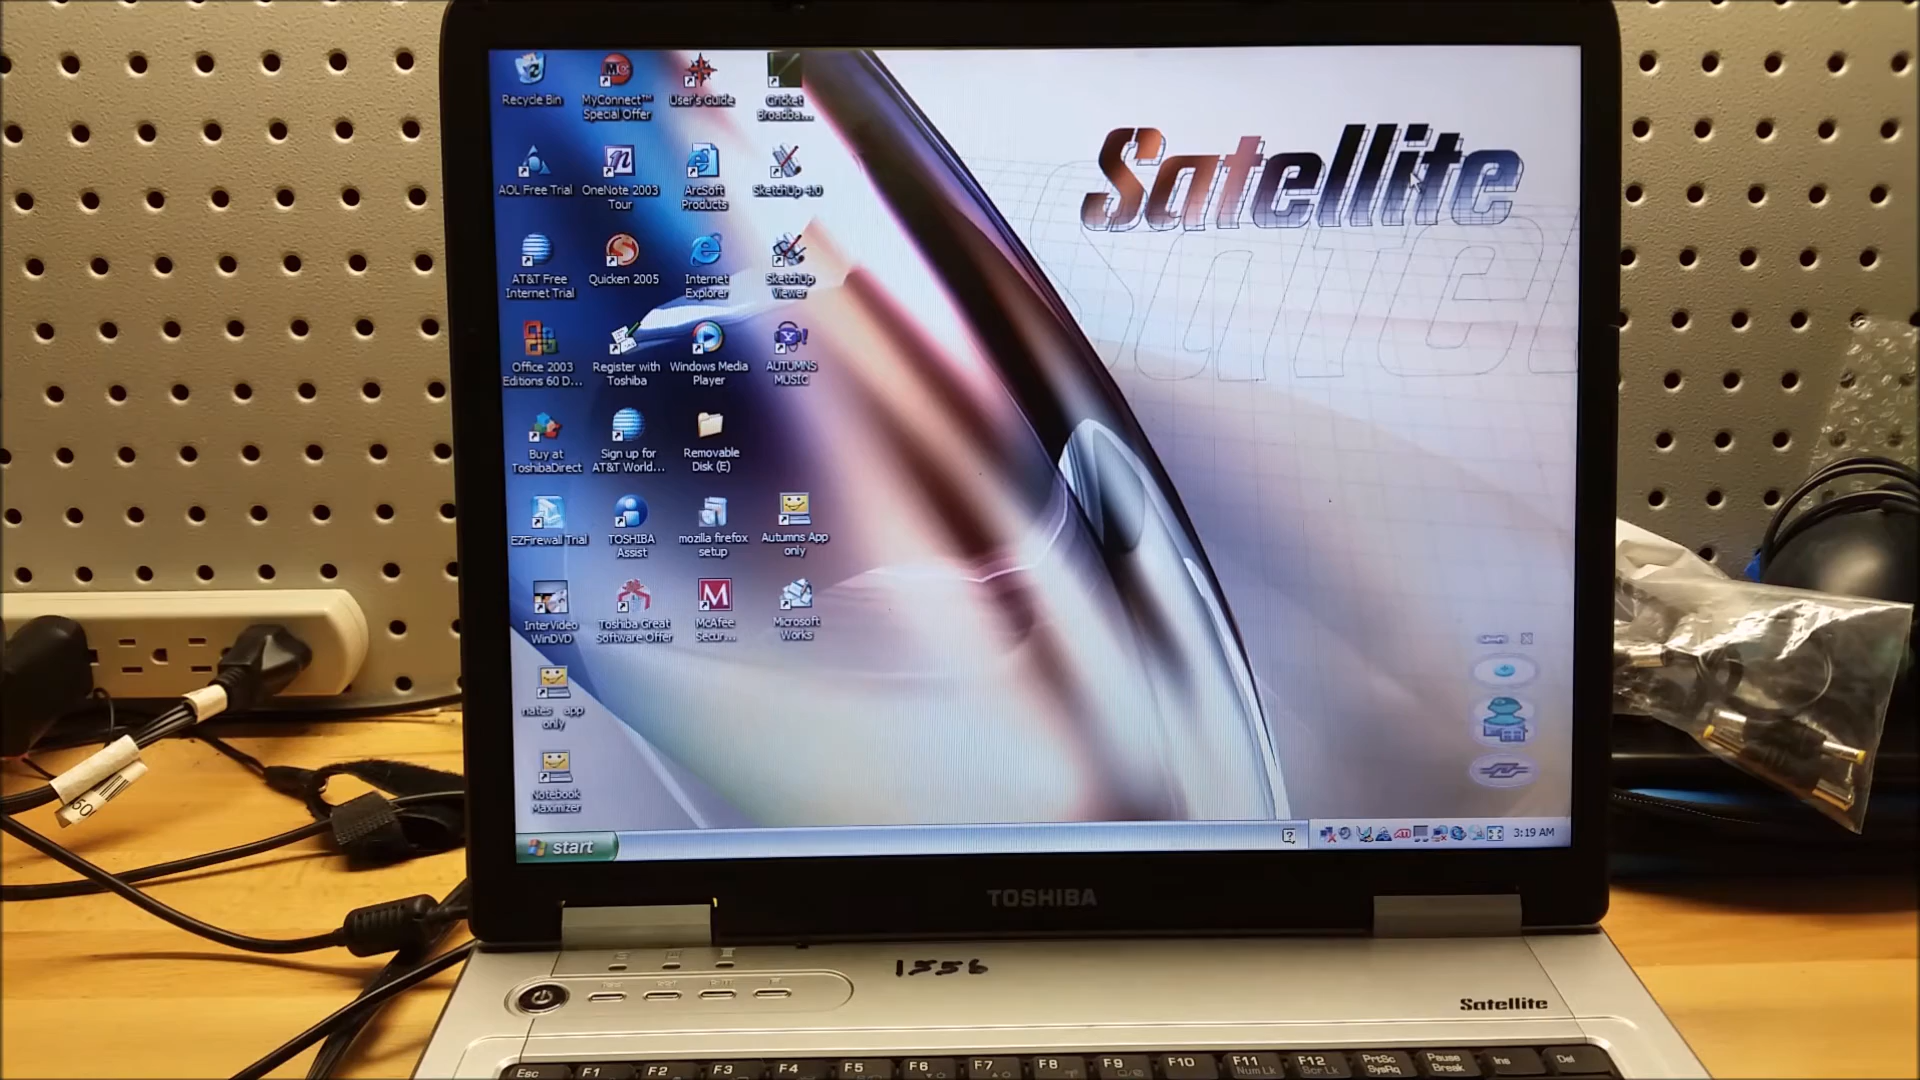 Recycle Bin
MyConnect™
Special Offer
User's Guide
Cricket
Broadba...
Satellite
AOL Free Trial
OneNote 2003
Tour
ArcSoft
Products
SketchUp 4.0
AT&T Free
Internet Trial
Quicken 2005
Internet
Explorer
SketchUp
Viewer
Office 2003
Editions 60 D...
Register with
Toshiba
Windows Media
Player
AUTUMNS
MUSIC
Buy at
ToshibaDirect
Sign up for
AT&T World...
Removable
Disk (E)
EZFirewall Trial
TOSHIBA
Assist
mozilla firefox
setup
Autumns App
only
InterVideo
WinDVD
Toshiba Great
Software Offer
McAfee
Secur...
Microsoft
Works
nates app
only
Notebook
Maximizer
start
3:19 AM
TOSHIBA
1556
Satellite
Esc F1 F2 F3 F4 F5 F6 F7 F8 F9 F10 F11 F12 PrtSc Pause Ins Del
Num Lk Scr Lk SysRq Break